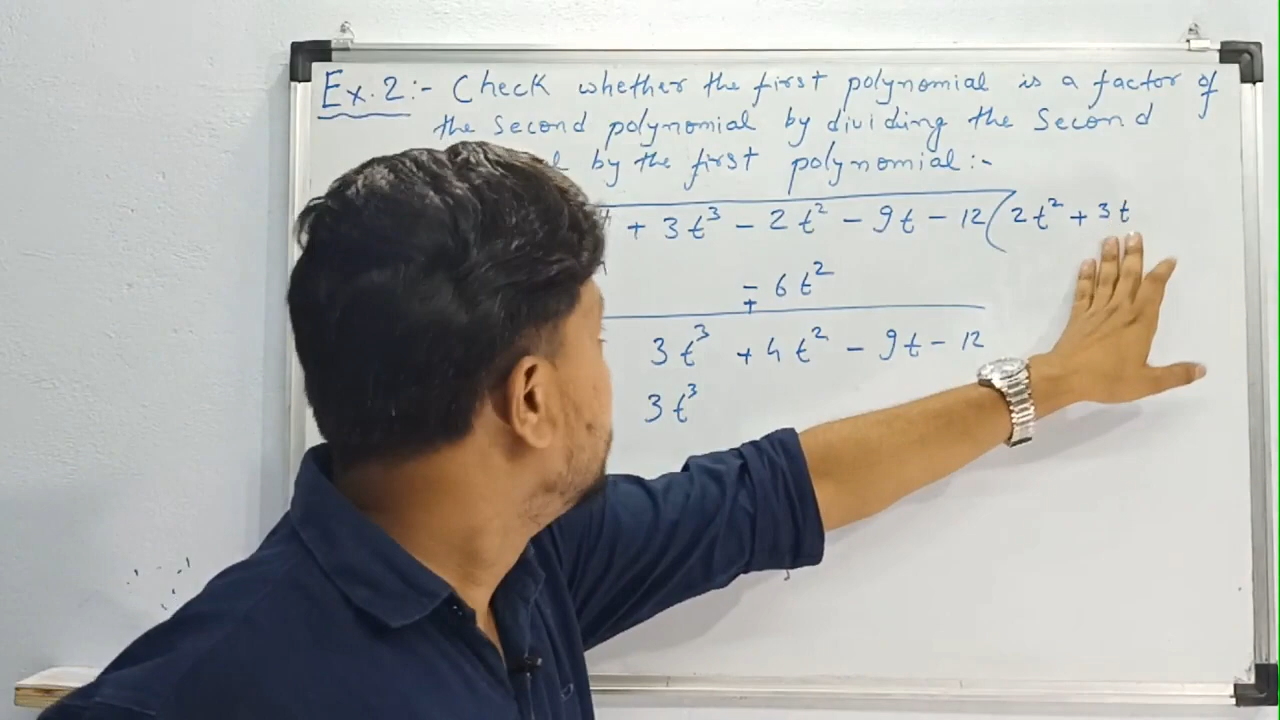 Ex.2:- Check whether the first polynomial is a factor of
the second polynomial by dividing the second
by the first polynomial:-
+ 3t³ - 2t² - 9t - 12 ( 2t² + 3t
- 6t²
+
3t³ + 4t² - 9t - 12
3t³